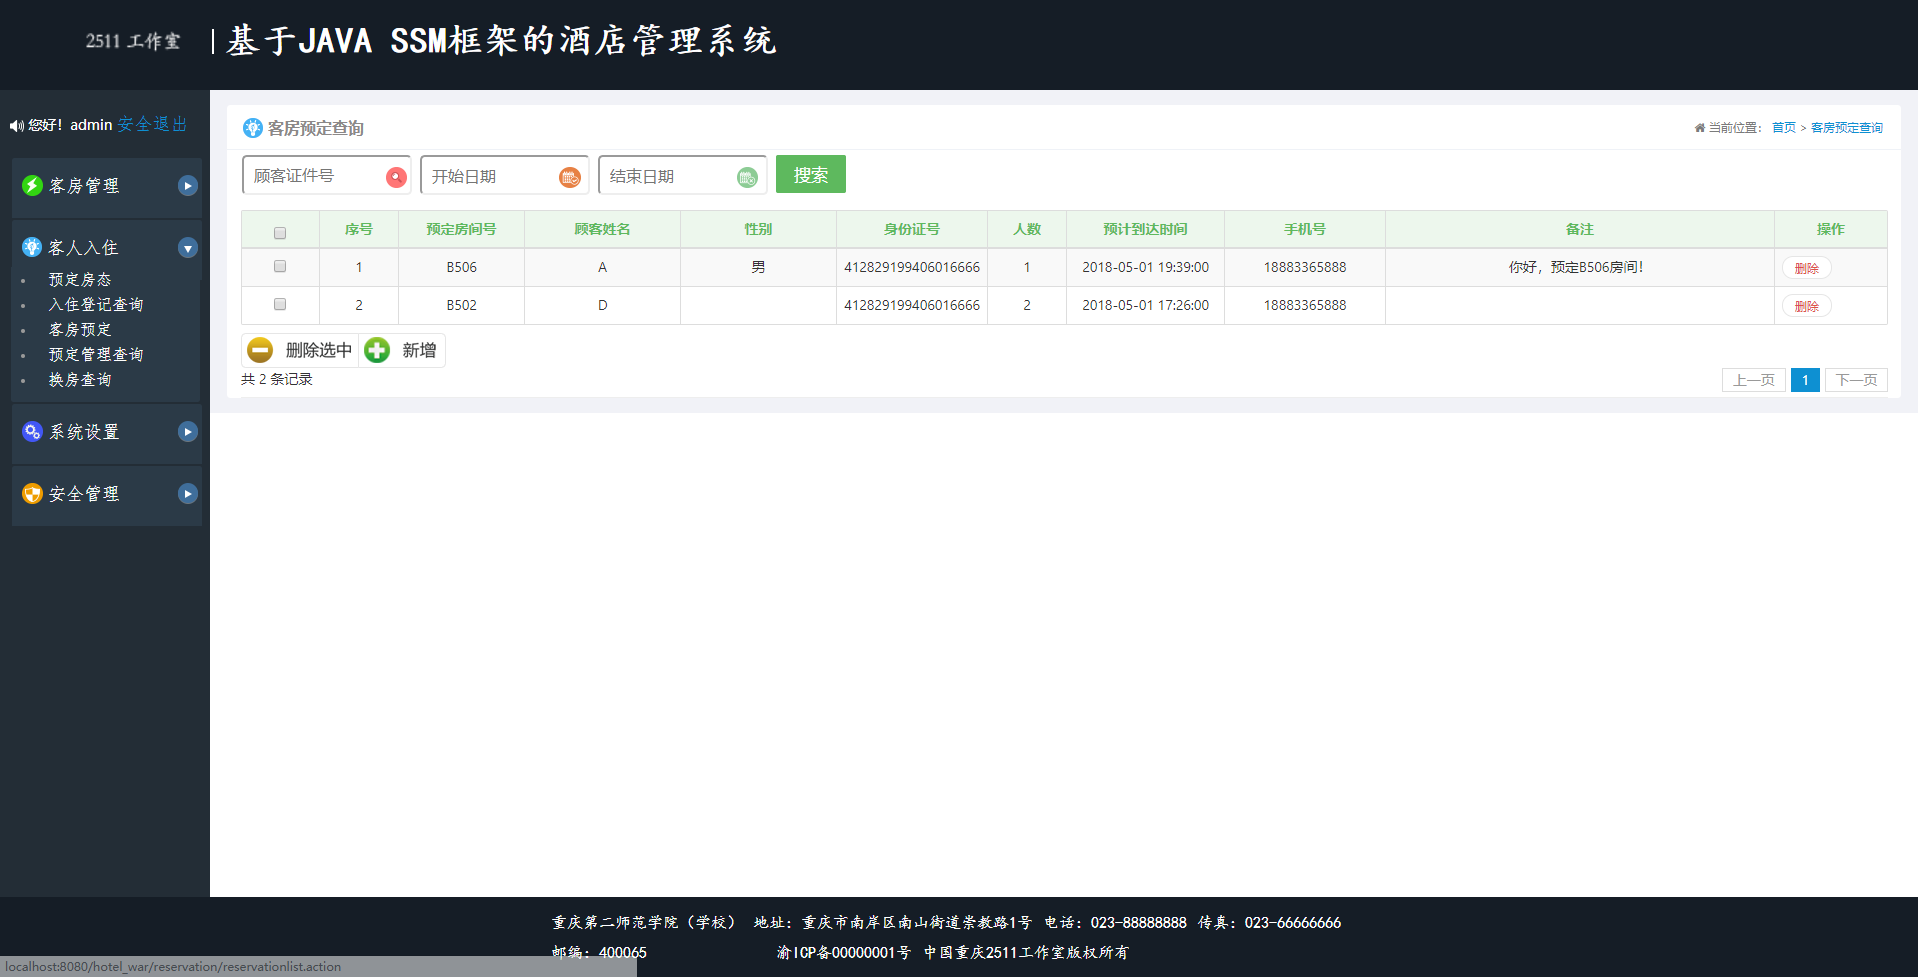 2511 工作室 | 基于JAVA SSM框架的酒店管理系统
您好！admin 安全退出
客房管理
客人入住
预定房态
入住登记查询
客房预定
预定管理查询
换房查询
系统设置
安全管理
客房预定查询
当前位置： 首页 > 客房预定查询
顾客证件号 开始日期 结束日期 搜索
序号 预定房间号 顾客姓名 性别 身份证号 人数 预计到达时间 手机号 备注 操作
1 B506 A 男 412829199406016666 1 2018-05-01 19:39:00 18883365888 你好，预定B506房间！ 删除
2 B502 D 412829199406016666 2 2018-05-01 17:26:00 18883365888 删除
删除选中 新增
共 2 条记录
上一页 1 下一页
重庆第二师范学院（学校） 地址：重庆市南岸区南山街道崇教路1号 电话：023-88888888 传真：023-66666666
邮编：400065 渝ICP备00000001号 中国重庆2511工作室版权所有
localhost:8080/hotel_war/reservation/reservationlist.action